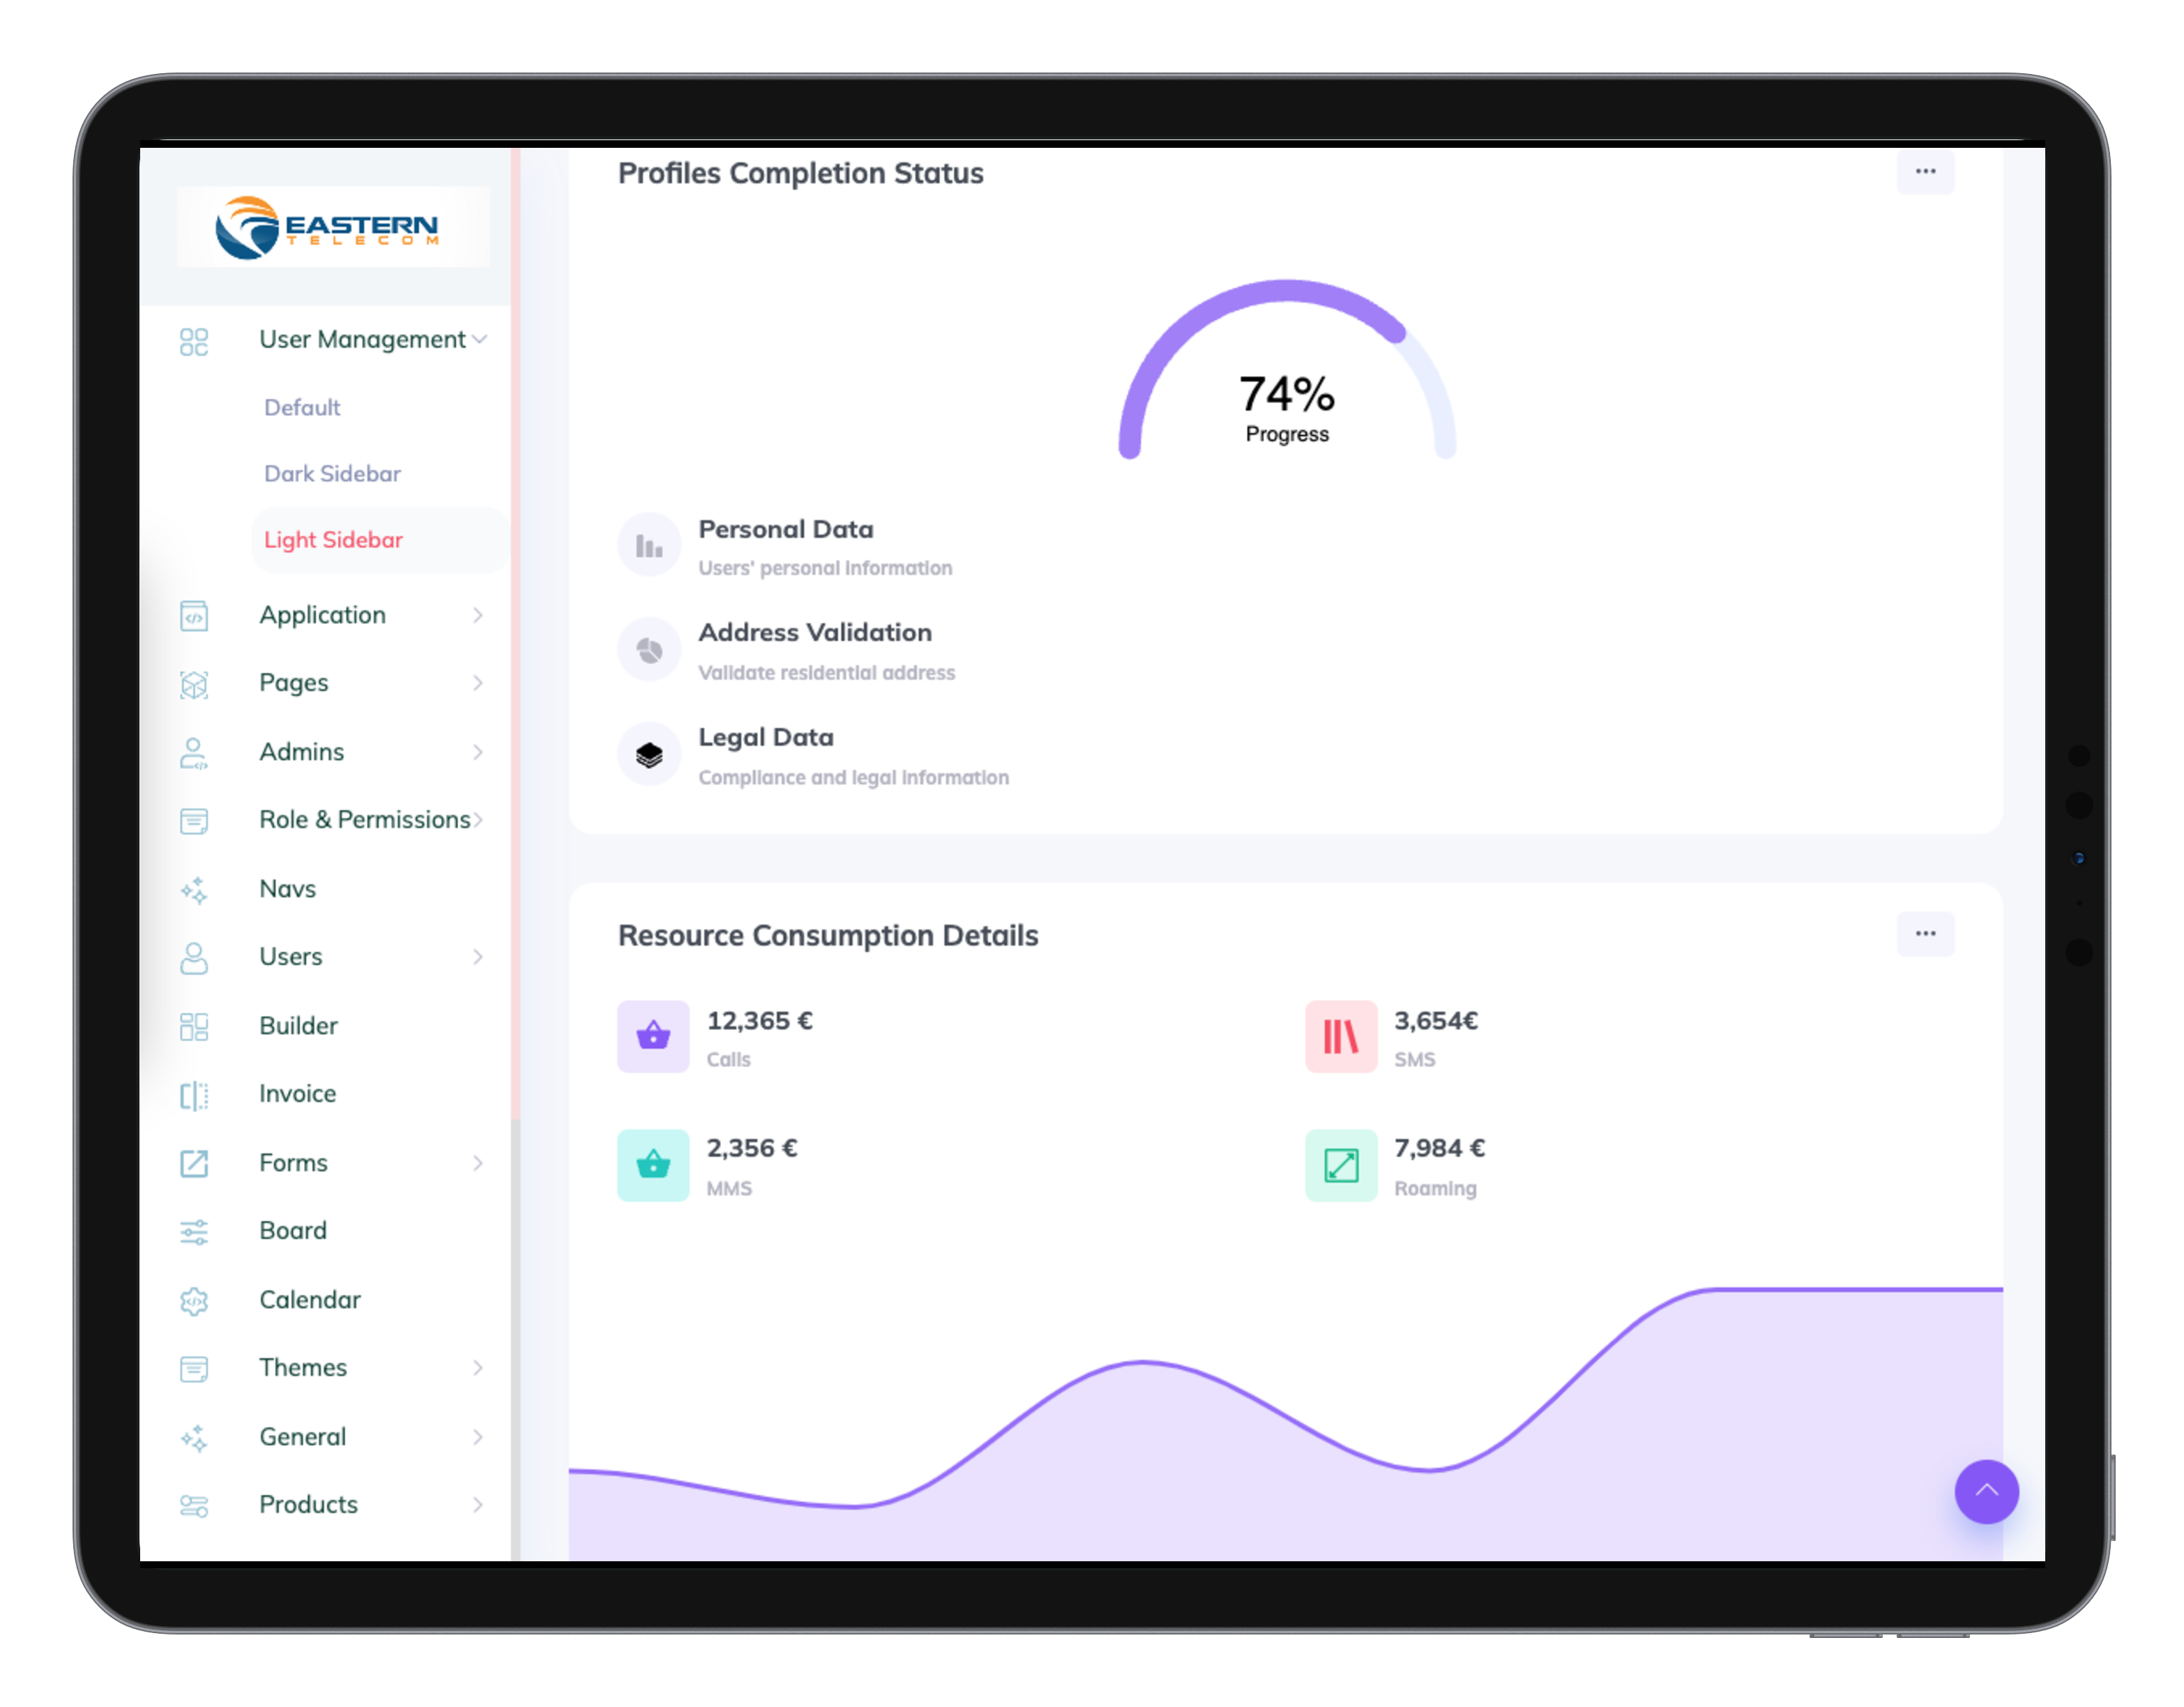 EASTERN
TELECOM
User Management
Default
Dark Sidebar
Light Sidebar
Application
Pages
Admins
Role & Permissions
Navs
Users
Builder
Invoice
Forms
Board
Calendar
Themes
General
Products
Profiles Completion Status
74%
Progress
Personal Data
Users' personal information
Address Validation
Validate residential address
Legal Data
Compliance and legal information
Resource Consumption Details
12,365 €
Calls
3,654€
SMS
2,356 €
MMS
7,984 €
Roaming